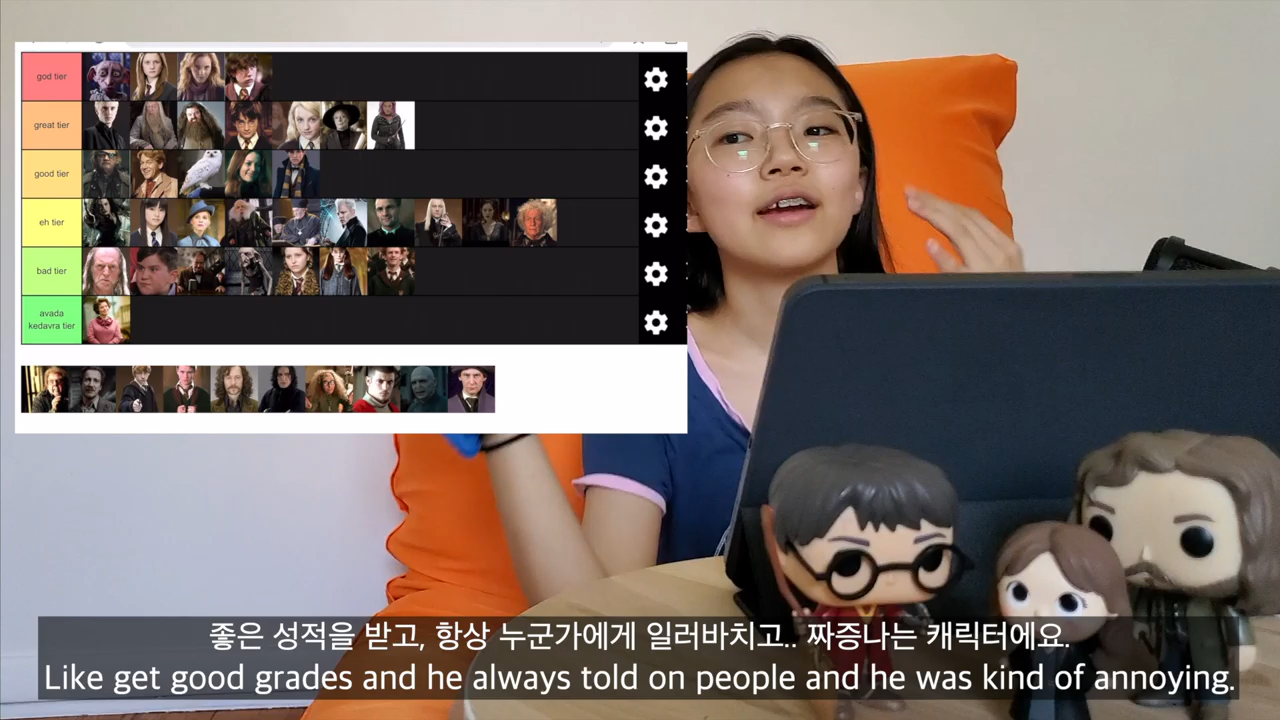 god tier
great tier
good tier
eh tier
bad tier
avada
kedavra tier
좋은 성적을 받고, 항상 누군가에게 일러바치고.. 짜증나는 캐릭터에요.
Like get good grades and he always told on people and he was kind of annoying.